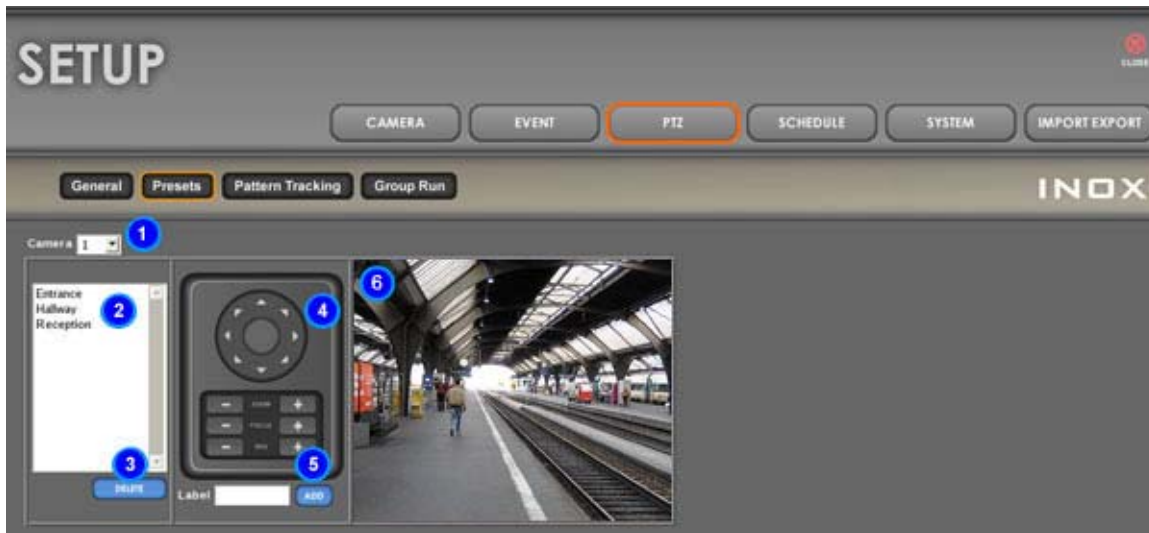 SETUP
CLOSE
CAMERA
EVENT
PTZ
SCHEDULE
SYSTEM
IMPORT EXPORT
General
Presets
Pattern Tracking
Group Run
INOX
Camera 1
1
Entrance
Hallway
Reception
2
3
DELETE
4
- ZOOM +
- FOCUS +
- IRIS +
5
Label
ADD
6